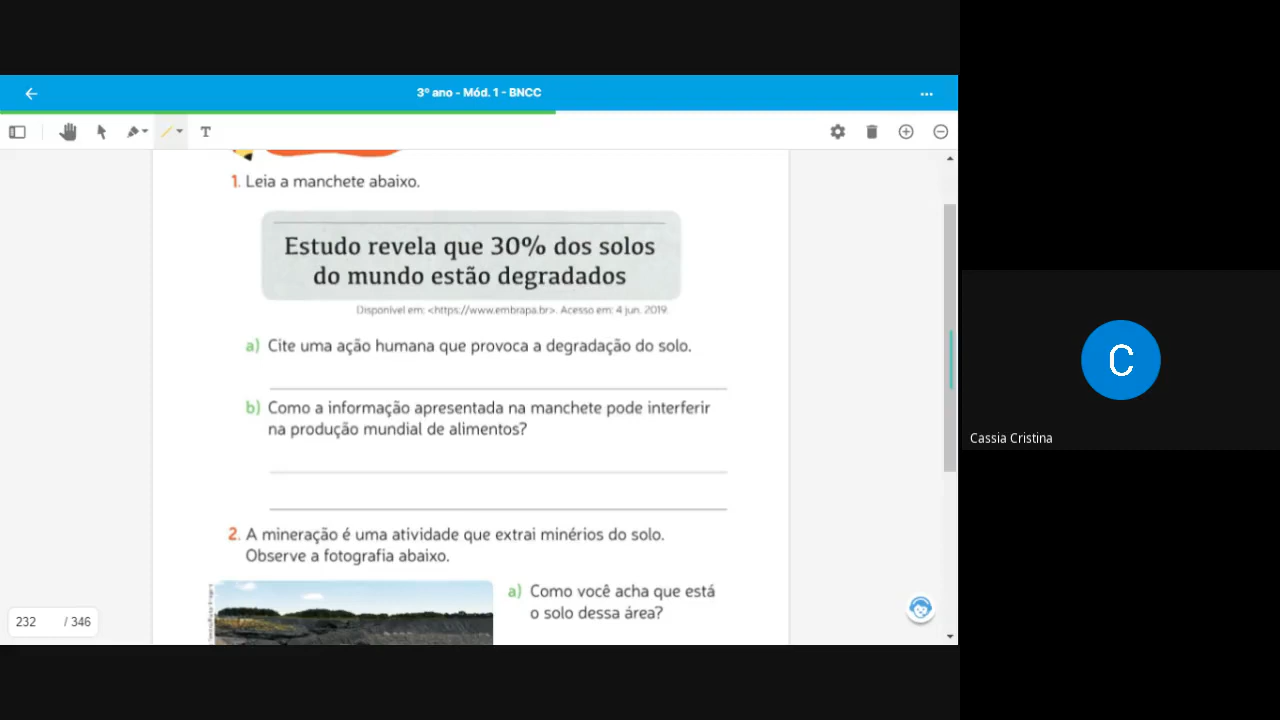 3º ano - Mód. 1 - BNCC
T
1. Leia a manchete abaixo.
Estudo revela que 30% dos solos
do mundo estão degradados
Disponível em: <https://www.embrapa.br>. Acesso em: 4 jun. 2019.
a) Cite uma ação humana que provoca a degradação do solo.
b) Como a informação apresentada na manchete pode interferir
na produção mundial de alimentos?
2. A mineração é uma atividade que extrai minérios do solo.
Observe a fotografia abaixo.
a) Como você acha que está
o solo dessa área?
232 / 346
C
Cassia Cristina